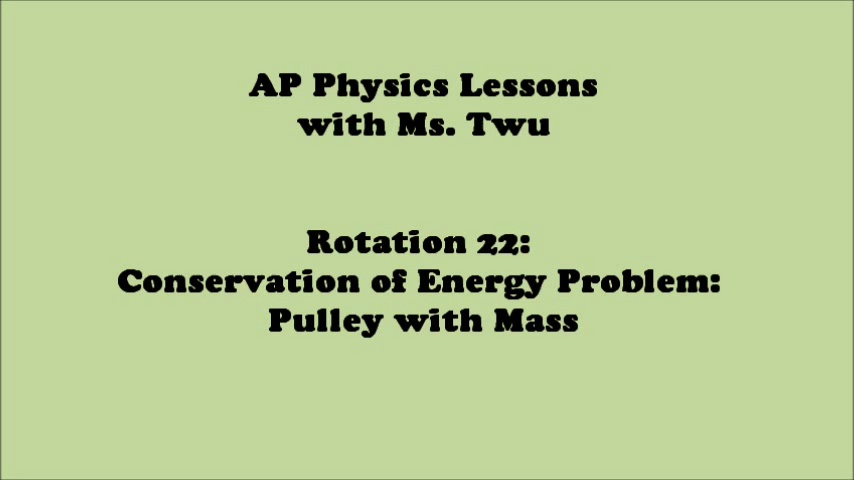 AP Physics Lessons
with Ms. Twu
Rotation 22:
Conservation of Energy Problem:
Pulley with Mass